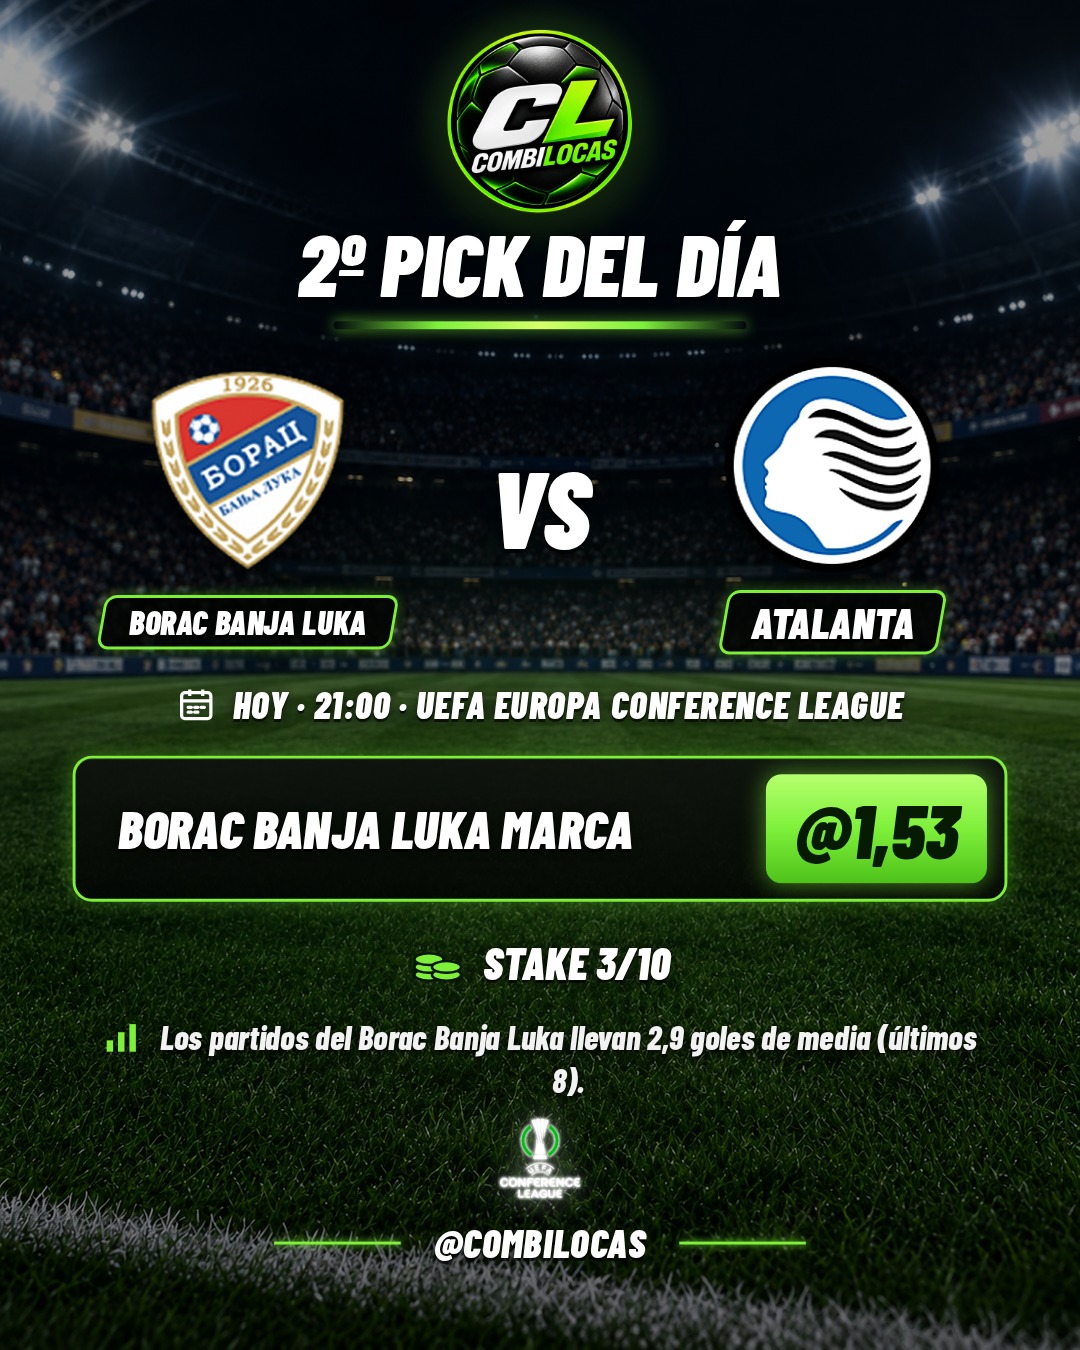 CL
COMBILOCAS
2º PICK DEL DÍA
1926
БОРАЦ
БАЊА ЛУКА
VS
BORAC BANJA LUKA
ATALANTA
HOY · 21:00 · UEFA EUROPA CONFERENCE LEAGUE
BORAC BANJA LUKA MARCA
@1,53
STAKE 3/10
Los partidos del Borac Banja Luka llevan 2,9 goles de media (últimos
8).
UEFA
CONFERENCE
LEAGUE
@COMBILOCAS